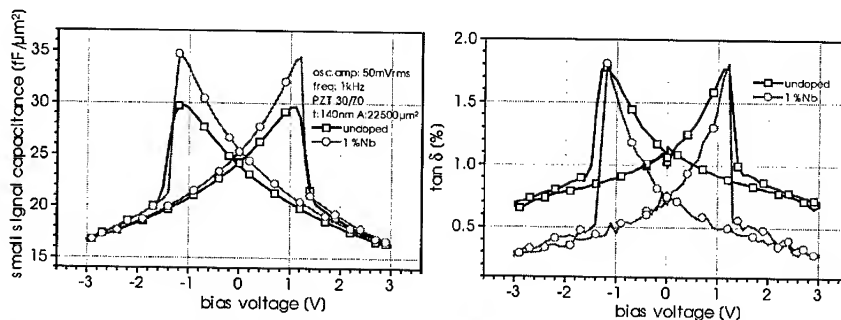 small signal capacitance (fF/µm²)
35
30
25
20
15
osc.amp: 50mVrms
freq: 1kHz
PZT 30/70
t:140nm A:22500µm²
undoped
1%Nb
-3 -2 -1 0 1 2 3
bias voltage (V)
tan δ (%)
2.0
1.5
1.0
0.5
undoped
1%Nb
-3 -2 -1 0 1 2 3
bias voltage (V)